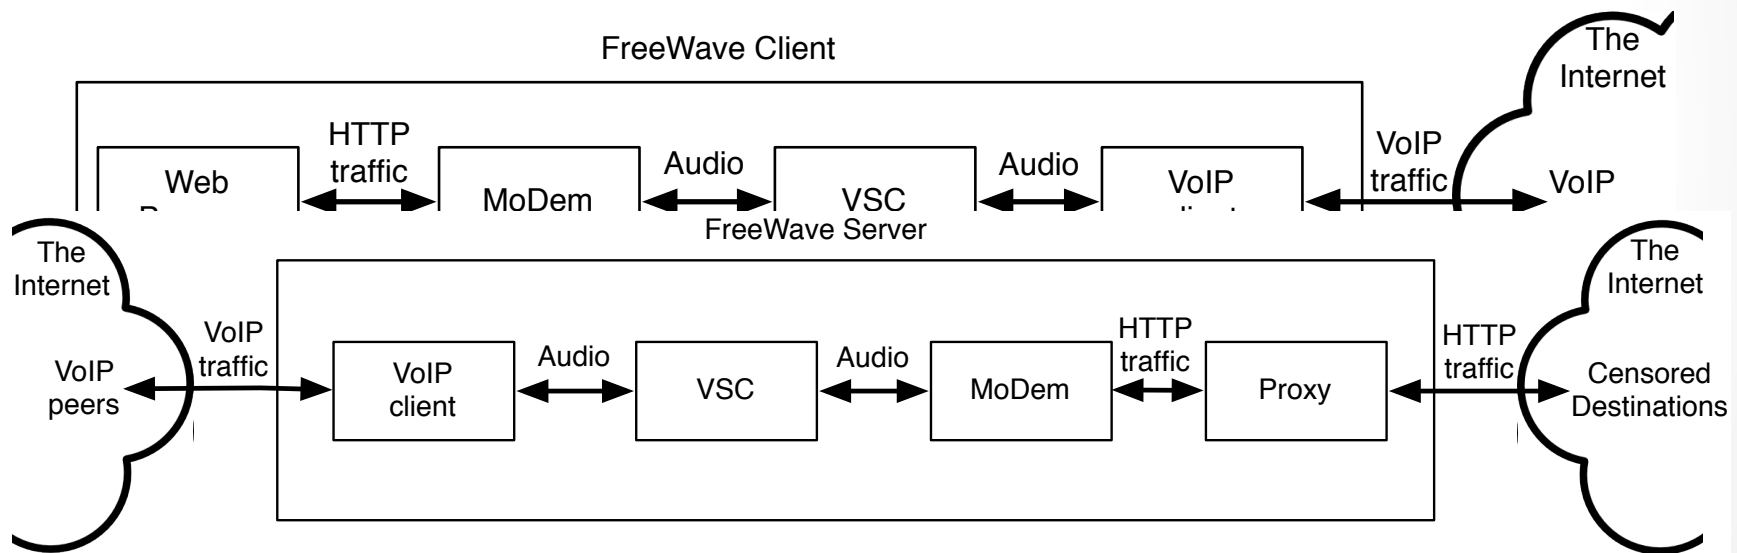 FreeWave Client
The
Internet
HTTP
traffic
Audio
Audio
VoIP
traffic
Web
MoDem
VSC
VoIP
VoIP
FreeWave Server
The
Internet
The
Internet
VoIP
traffic
Audio
Audio
HTTP
traffic
HTTP
traffic
VoIP
peers
VoIP
client
VSC
MoDem
Proxy
Censored
Destinations